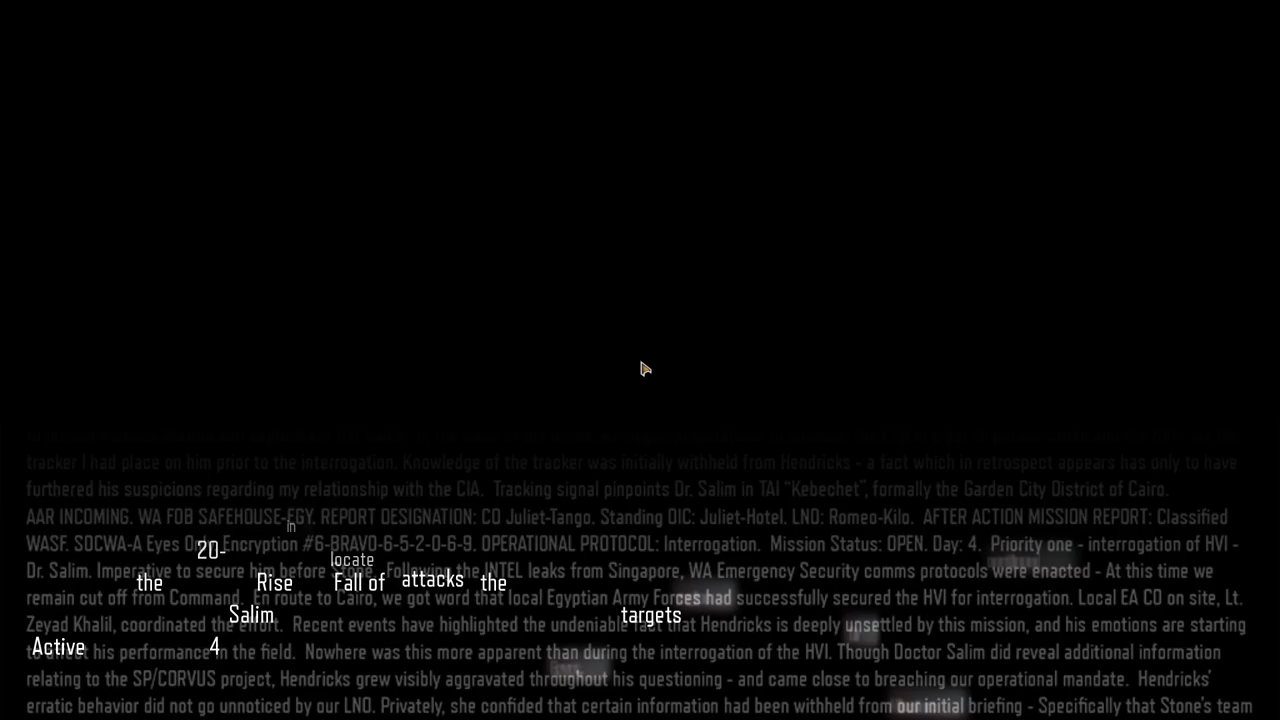 tracker I had place on him prior to the interrogation. Knowledge of the tracker was initially withheld from Hendricks - a fact which in retrospect appears has only to have
furthered his suspicions regarding my relationship with the CIA. Tracking signal pinpoints Dr. Salim in TAI “Kebechet”, formally the Garden City District of Cairo.
AAR INCOMING. WA FOB SAFEHOUSE-EGY. REPORT DESIGNATION: CO Juliet-Tango. Standing OIC: Juliet-Hotel. LNO: Romeo-Kilo. AFTER ACTION MISSION REPORT: Classified
in
WASF. SOCWA-A Eyes Only Encryption #6-BRAVO-6-5-2-0-6-9. OPERATIONAL PROTOCOL: Interrogation. Mission Status: OPEN. Day: 4. Priority one - interrogation of HVI -
20-
locate
Dr. Salim. Imperative to secure him before Stone. Following the INTEL leaks from Singapore, WA Emergency Security comms protocols were enacted - At this time we
the Rise Fall of attacks the
remain cut off from Command. En route to Cairo, we got word that local Egyptian Army Forces had successfully secured the HVI for interrogation. Local EA CO on site, Lt.
Salim targets
Zeyad Khalil, coordinated the effort. Recent events have highlighted the undeniable fact that Hendricks is deeply unsettled by this mission, and his emotions are starting
Active 4
to affect his performance in the field. Nowhere was this more apparent than during the interrogation of the HVI. Though Doctor Salim did reveal additional information
relating to the SP/CORVUS project, Hendricks grew visibly aggravated throughout his questioning - and came close to breaching our operational mandate. Hendricks'
erratic behavior did not go unnoticed by our LNO. Privately, she confided that certain information had been withheld from our initial briefing - Specifically that Stone's team